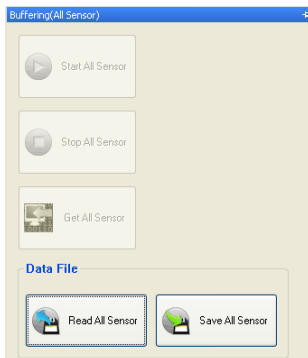 Buffering(All Sensor)
Start All Sensor
Stop All Sensor
Get All Sensor
Data File
Read All Sensor
Save All Sensor